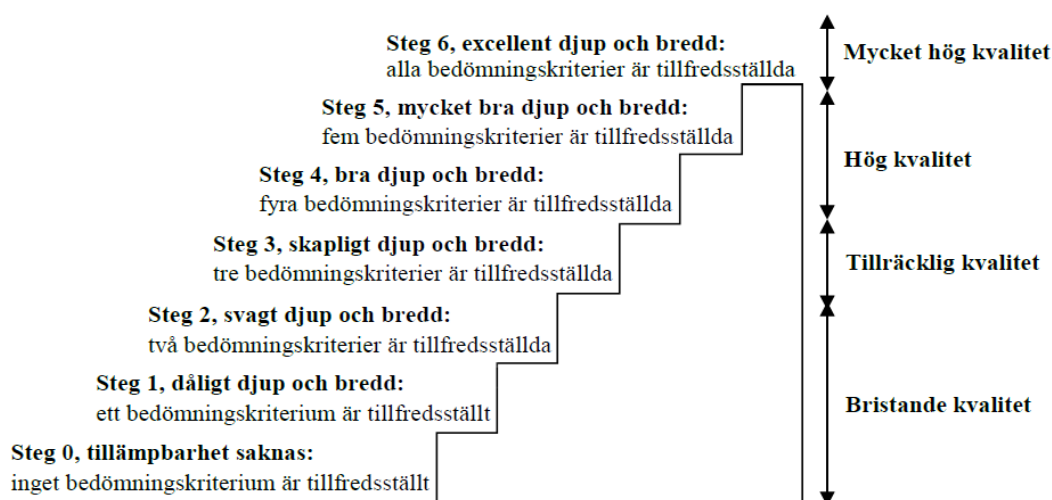 Steg 6, excellent djup och bredd:
alla bedömningskriterier är tillfredsställda
Mycket hög kvalitet
Steg 5, mycket bra djup och bredd:
fem bedömningskriterier är tillfredsställda
Hög kvalitet
Steg 4, bra djup och bredd:
fyra bedömningskriterier är tillfredsställda
Steg 3, skapligt djup och bredd:
tre bedömningskriterier är tillfredsställda
Tillräcklig kvalitet
Steg 2, svagt djup och bredd:
två bedömningskriterier är tillfredsställda
Steg 1, dåligt djup och bredd:
ett bedömningskriterium är tillfredsställt
Bristande kvalitet
Steg 0, tillämpbarhet saknas:
inget bedömningskriterium är tillfredsställt